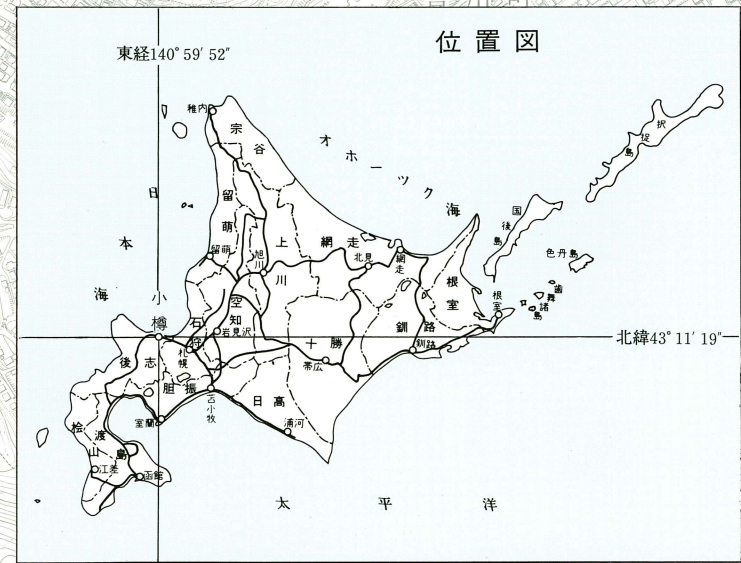 位置図
東経140°59′52″
北緯43°11′19″
オホーツク海
日本海
太平洋
稚内
宗谷
留萌
留萌
旭川
上川
網走
北見
網走
根室
根室
国後島
択捉島
色丹島
歯舞諸島
小樽
石狩
空知
岩見沢
札幌
後志
胆振
苫小牧
室蘭
十勝
帯広
釧路
釧路
日高
浦河
桧山
渡島
江差
函館